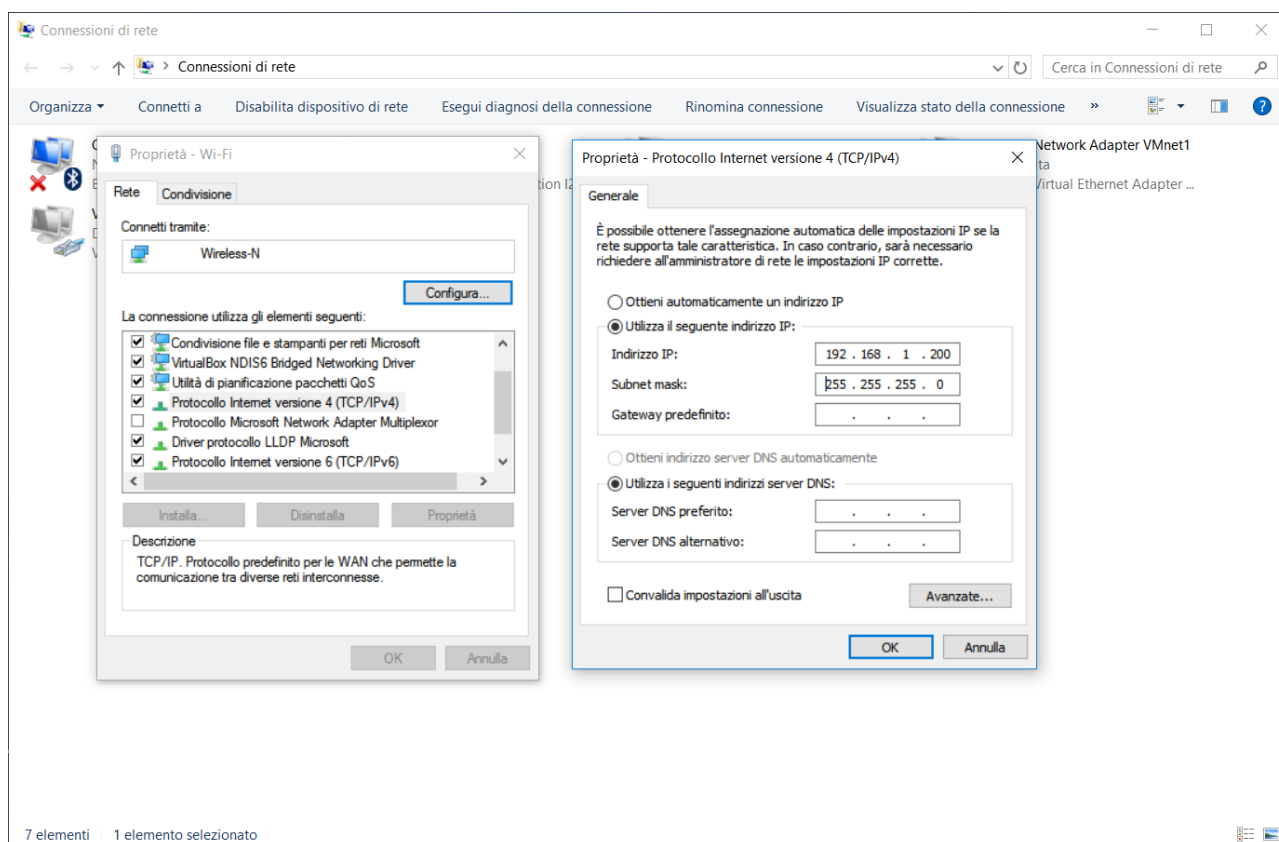 Connessioni di rete
Connessioni di rete
Cerca in Connessioni di rete
Organizza
Connetti a
Disabilita dispositivo di rete
Esegui diagnosi della connessione
Rinomina connessione
Visualizza stato della connessione
»
Network Adapter VMnet1
ta
Virtual Ethernet Adapter ...
Proprietà - Wi-Fi
Rete
Condivisione
Connetti tramite:
Wireless-N
Configura...
La connessione utilizza gli elementi seguenti:
Condivisione file e stampanti per reti Microsoft
VirtualBox NDIS6 Bridged Networking Driver
Utilità di pianificazione pacchetti QoS
Protocollo Internet versione 4 (TCP/IPv4)
Protocollo Microsoft Network Adapter Multiplexor
Driver protocollo LLDP Microsoft
Protocollo Internet versione 6 (TCP/IPv6)
Installa...
Disinstalla
Proprietà
Descrizione
TCP/IP. Protocollo predefinito per le WAN che permette la
comunicazione tra diverse reti interconnesse.
OK
Annulla
Proprietà - Protocollo Internet versione 4 (TCP/IPv4)
Generale
È possibile ottenere l'assegnazione automatica delle impostazioni IP se la
rete supporta tale caratteristica. In caso contrario, sarà necessario
richiedere all'amministratore di rete le impostazioni IP corrette.
Ottieni automaticamente un indirizzo IP
Utilizza il seguente indirizzo IP:
Indirizzo IP: 192 . 168 . 1 . 200
Subnet mask: 255 . 255 . 255 . 0
Gateway predefinito: . . .
Ottieni indirizzo server DNS automaticamente
Utilizza i seguenti indirizzi server DNS:
Server DNS preferito: . . .
Server DNS alternativo: . . .
Convalida impostazioni all'uscita
Avanzate...
OK
Annulla
7 elementi
1 elemento selezionato